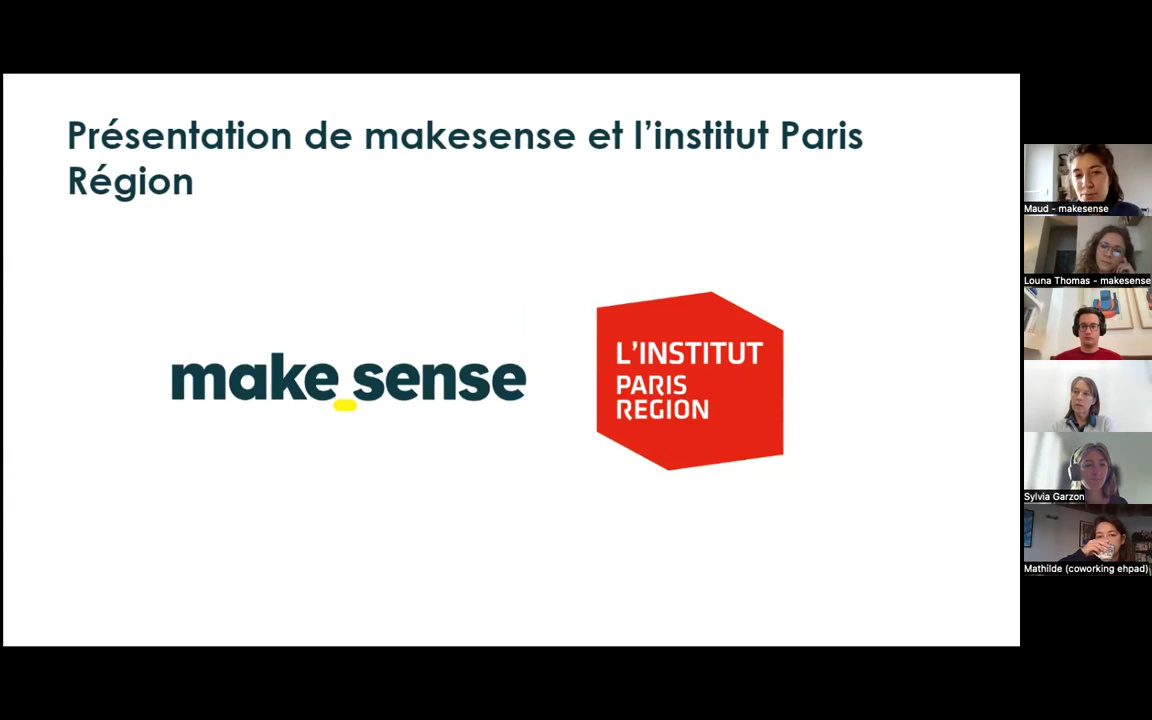 Présentation de makesense et l’institut Paris
Région
make_sense
L’INSTITUT
PARIS
REGION
Maud - makesense
Louna Thomas - makesense
Sylvia Garzon
Mathilde (coworking ehpad)